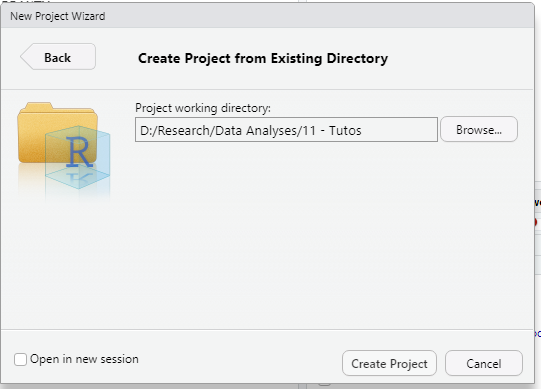 New Project Wizard
Back
Create Project from Existing Directory
Project working directory:
D:/Research/Data Analyses/11 - Tutos
Browse...
R
Open in new session
Create Project
Cancel